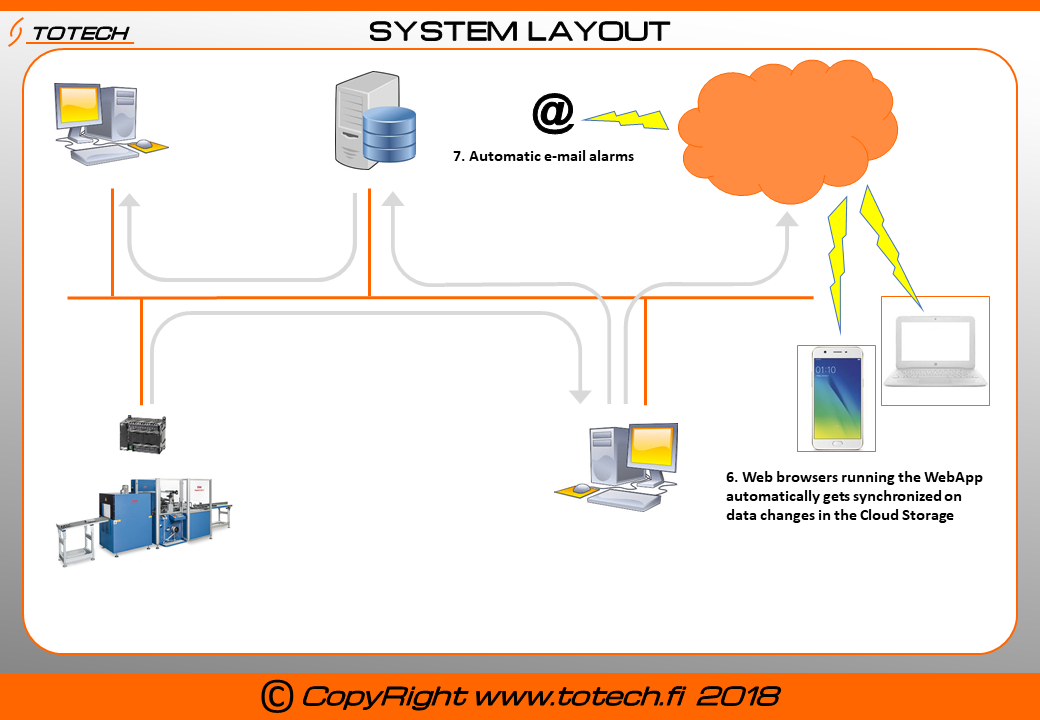 SYSTEM LAYOUT
TOTECH
@
7. Automatic e-mail alarms
01:10
6. Web browsers running the WebApp
automatically gets synchronized on
data changes in the Cloud Storage
© CopyRight www.totech.fi 2018